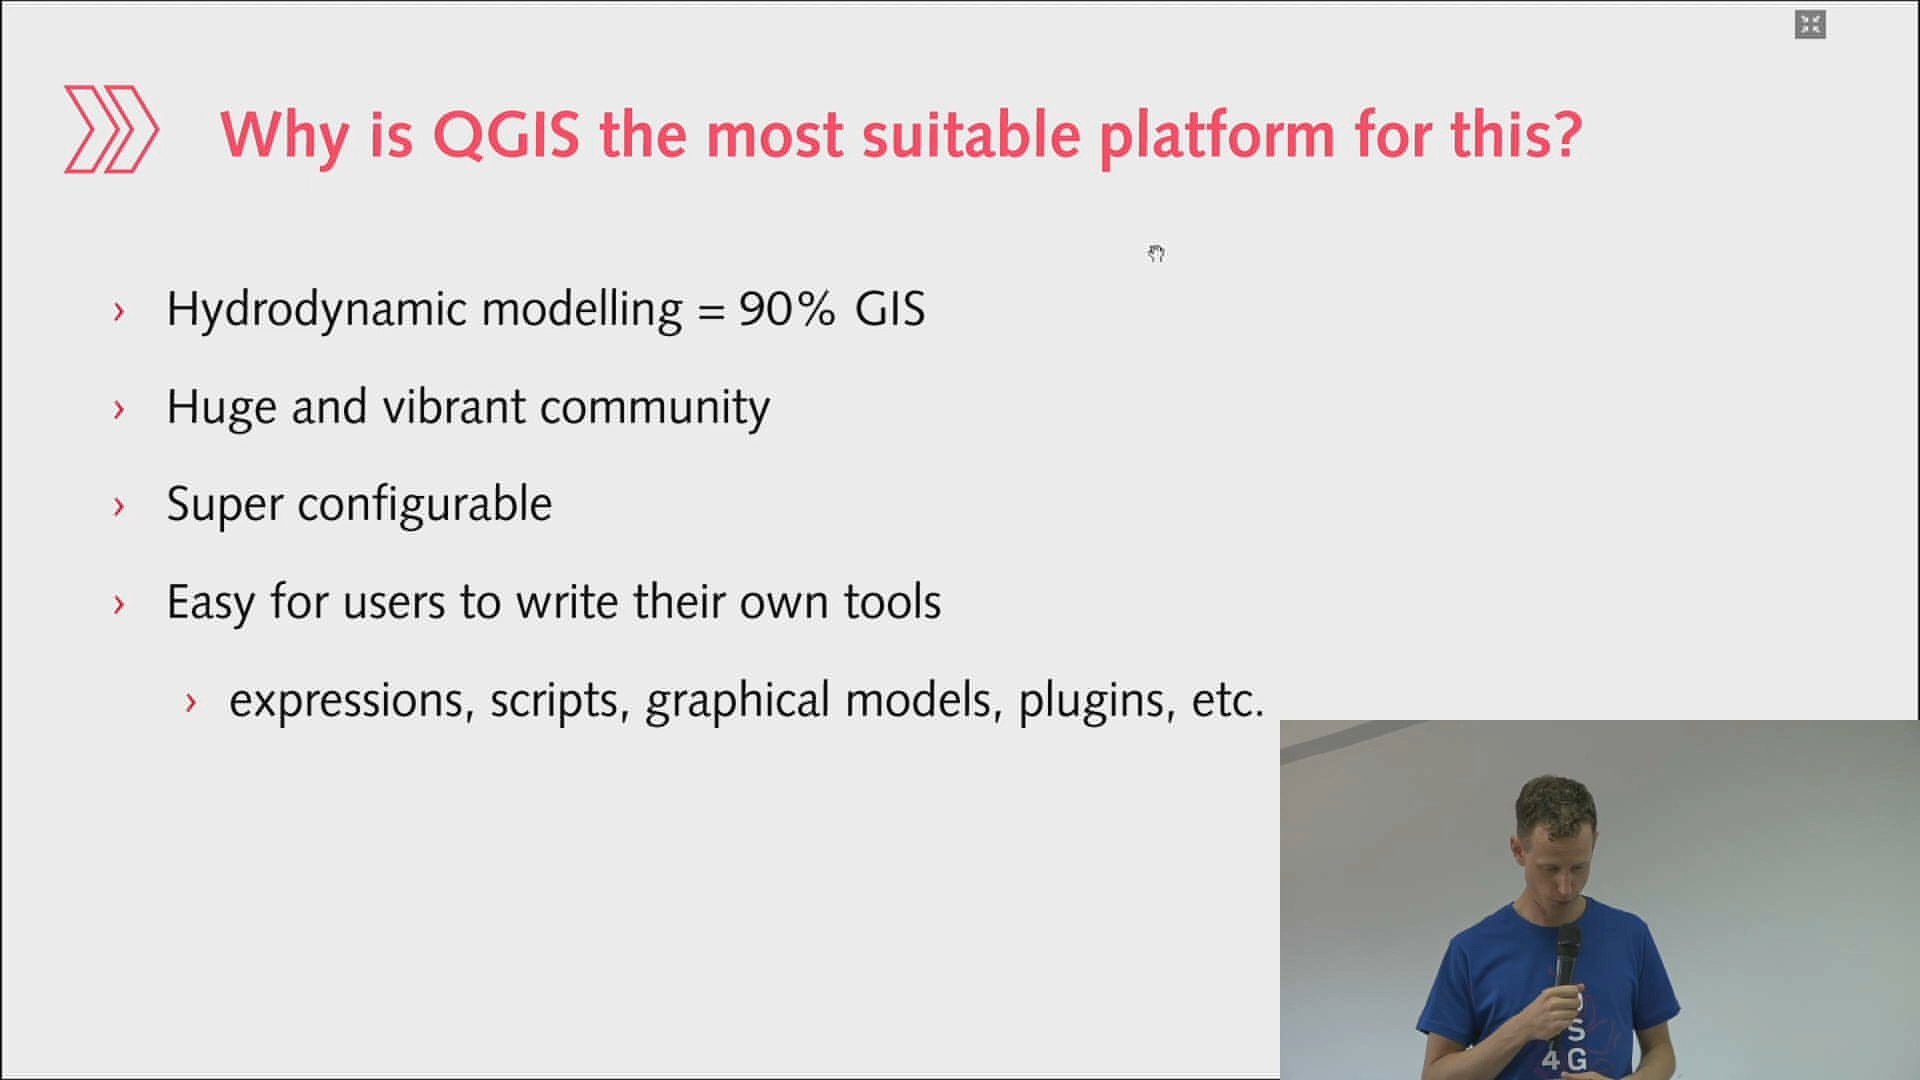 Why is QGIS the most suitable platform for this?
› Hydrodynamic modelling = 90% GIS
› Huge and vibrant community
› Super configurable
› Easy for users to write their own tools
› expressions, scripts, graphical models, plugins, etc.
S
4G